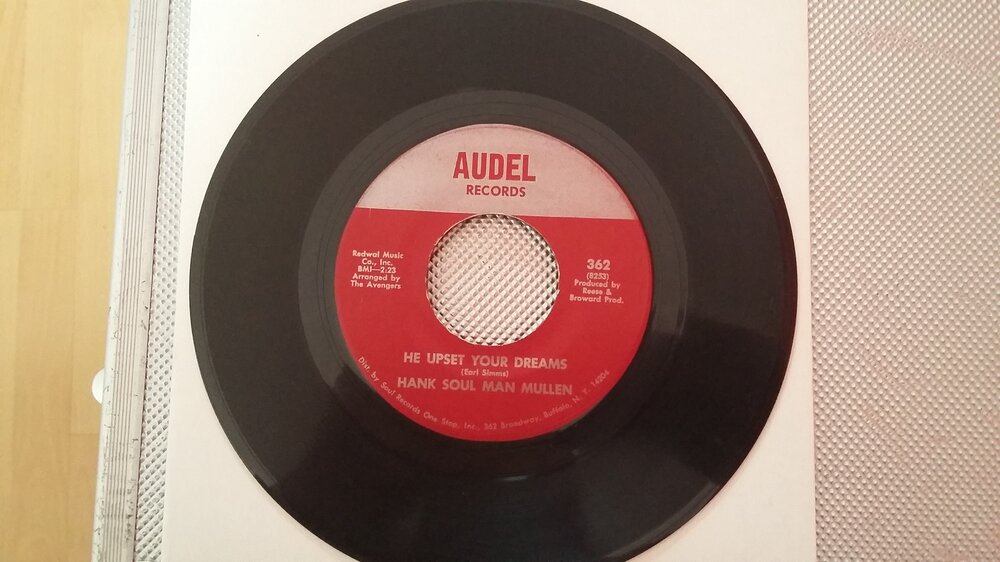 AUDEL
RECORDS
Redwal Music
Co., Inc.
BMI—2.23
Arranged by
The Avengers
362
(8253)
Produced by
Reese &
Broward Prod.
HE UPSET YOUR DREAMS
(Earl Simms)
HANK SOUL MAN MULLEN
Dist. by Soul Records One Stop, Inc., 362 Broadway, Buffalo, N. Y. 14204